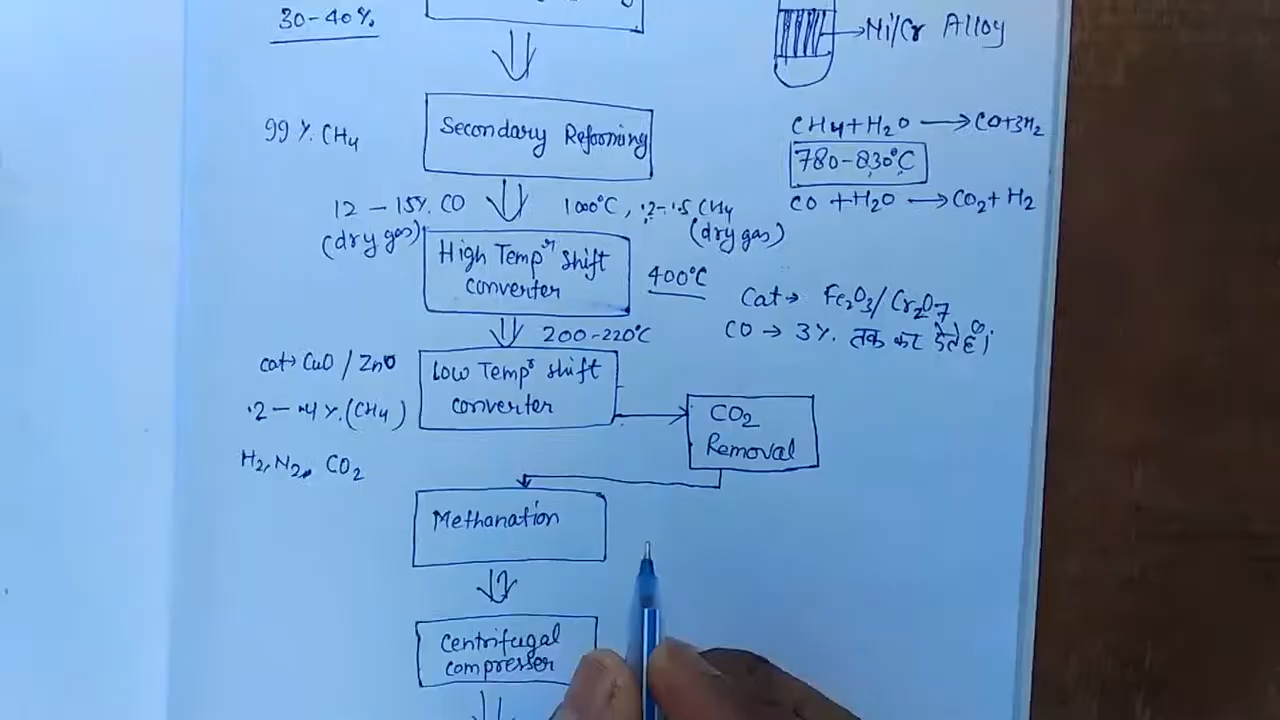 30-40%
Ni/Cr Alloy
Secondary Reforming
99 %. CH4
CH4+H2O → CO+3H2
780-830°C
CO + H2O → CO2 + H2
12 - 15%. CO
(dry gas)
1000°C, .2-.5 CH4
(dry gas)
High Tempr shift
converter
400°C
Cat→ Fe2O3/Cr2O7
CO → 3%. तक कर देते है।
200-220°C
cat→ CuO / ZnO
Low Tempr shift
converter
.2 - .4 %. (CH4)
CO2
Removal
H2, N2, CO2
Methanation
Centrifugal
compresser